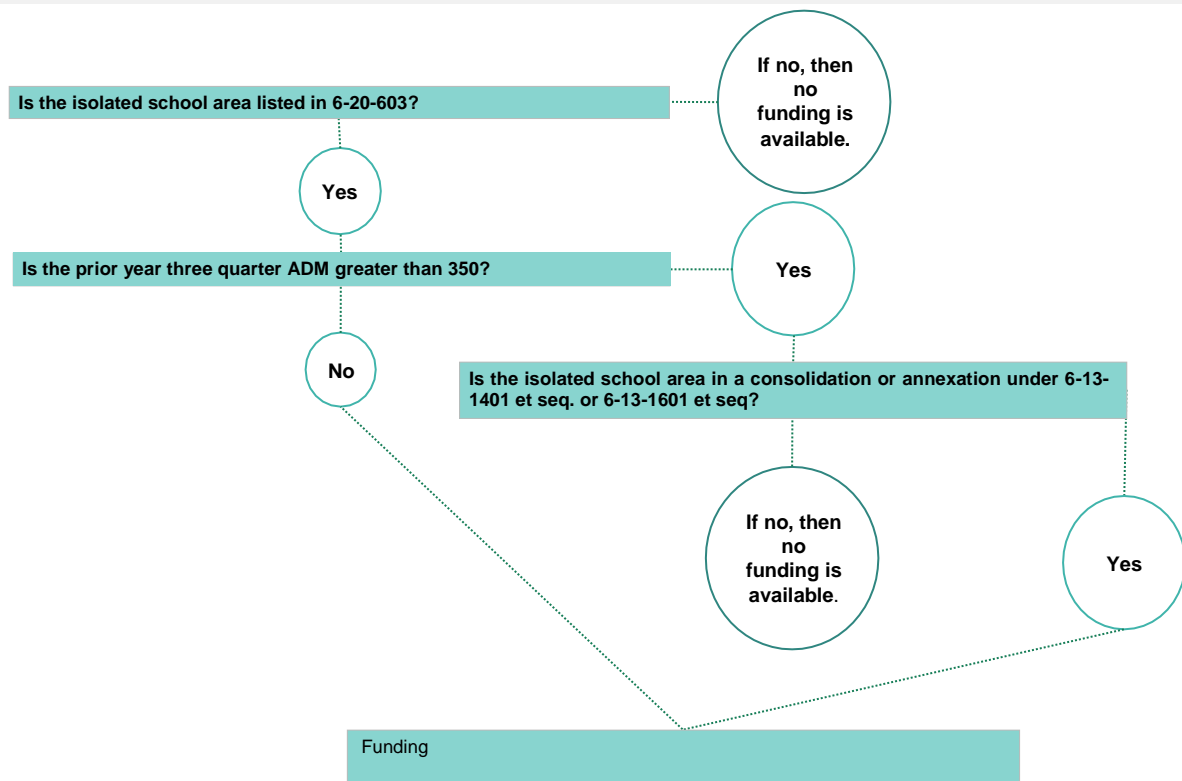 If no, then
no
funding is
available.
Is the isolated school area listed in 6-20-603?
Yes
Is the prior year three quarter ADM greater than 350?
Yes
No
Is the isolated school area in a consolidation or annexation under 6-13-
1401 et seq. or 6-13-1601 et seq?
If no, then
no
funding is
available.
Yes
Funding